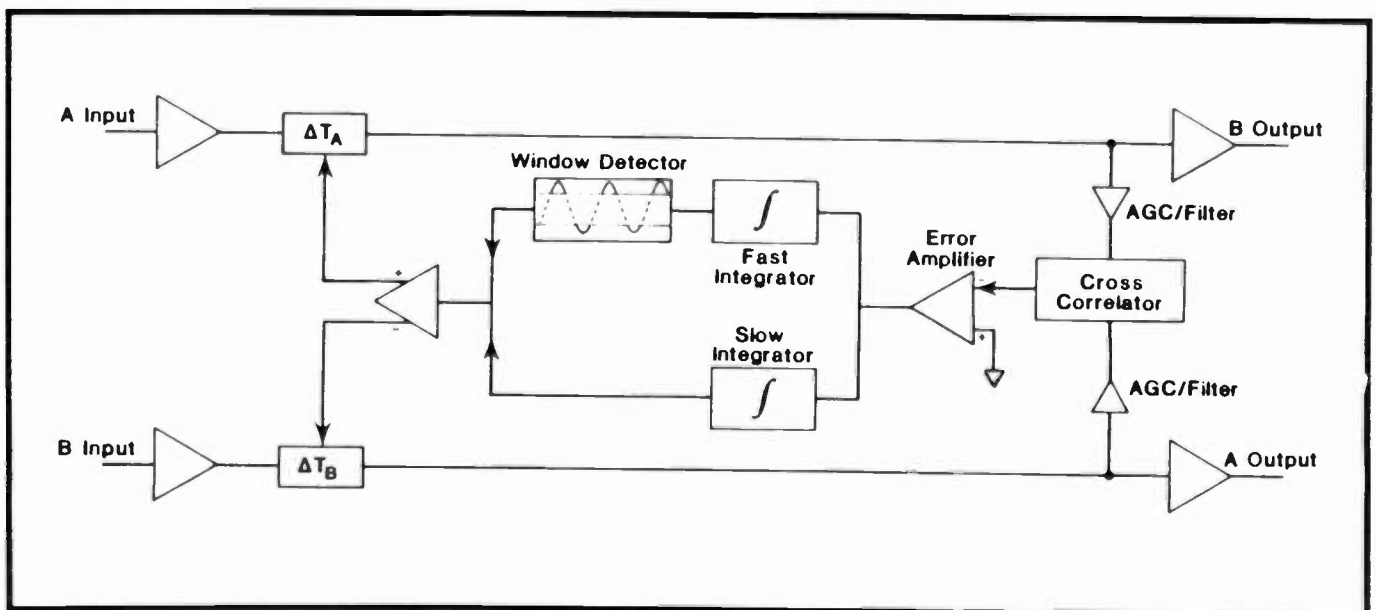 A Input
ΔTA
B Output
Window Detector
AGC/Filter
∫
Fast
Integrator
Error
Amplifier
Cross
Correlator
+
-
-
+
Slow
Integrator
∫
AGC/Filter
B Input
ΔTB
A Output